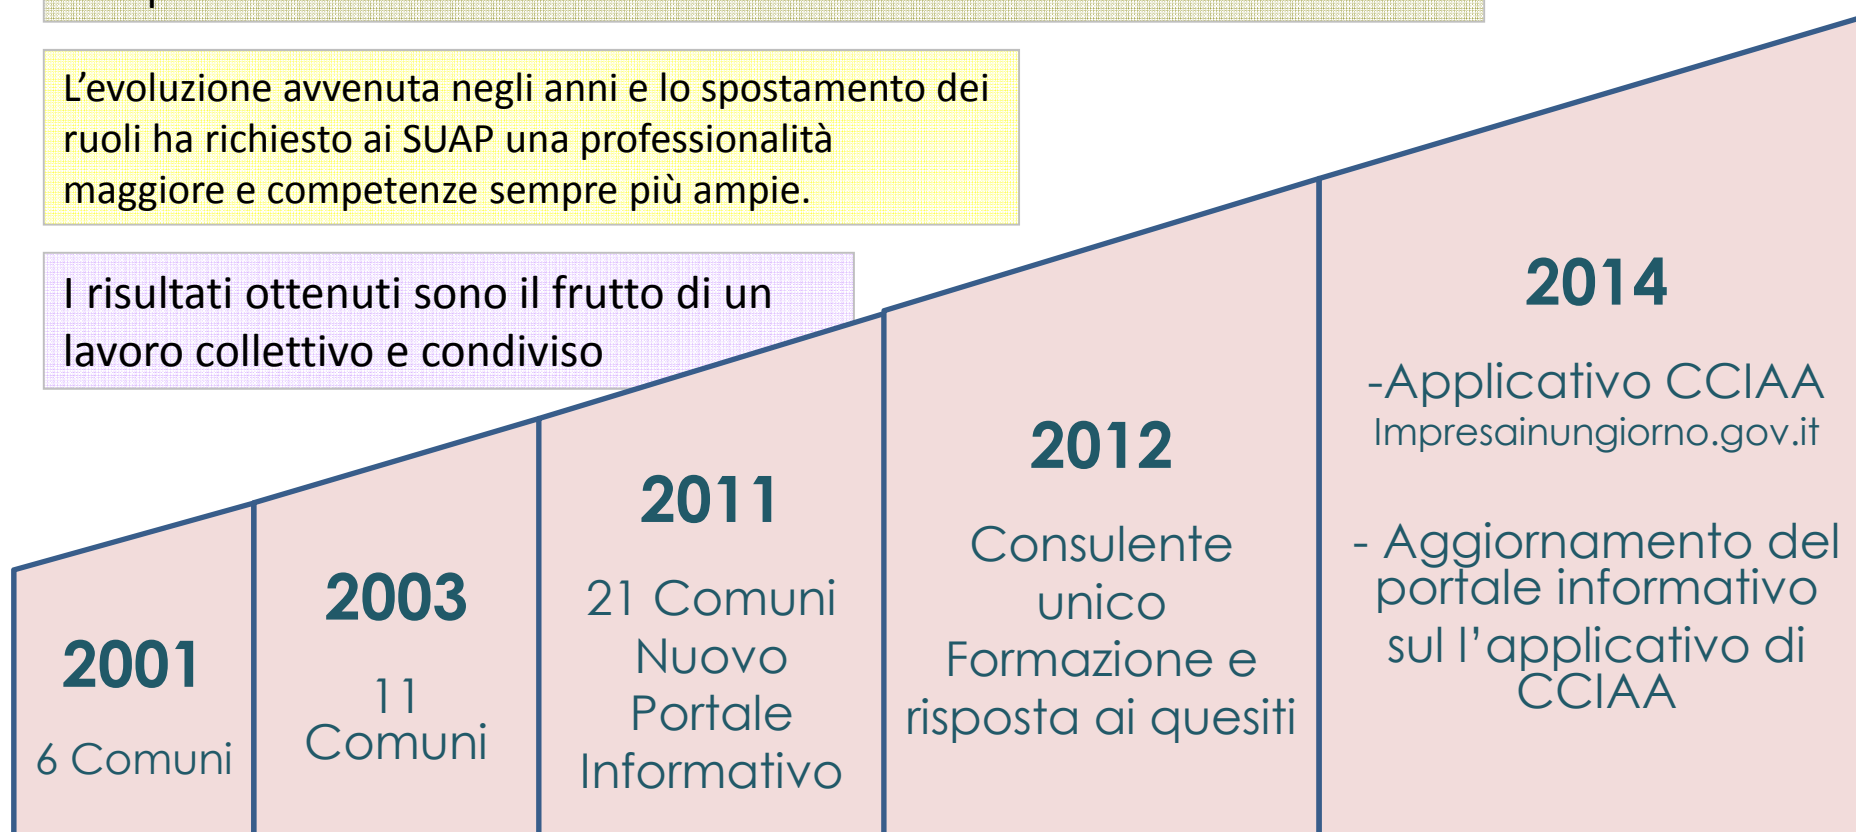 L'evoluzione avvenuta negli anni e lo spostamento dei
ruoli ha richiesto ai SUAP una professionalità
maggiore e competenze sempre più ampie.
I risultati ottenuti sono il frutto di un
lavoro collettivo e condiviso
2001
6 Comuni
2003
11
Comuni
2011
21 Comuni
Nuovo
Portale
Informativo
2012
Consulente
unico
Formazione e
risposta ai quesiti
2014
-Applicativo CCIAA
Impresainungiorno.gov.it
- Aggiornamento del
portale informativo
sul l'applicativo di
CCIAA